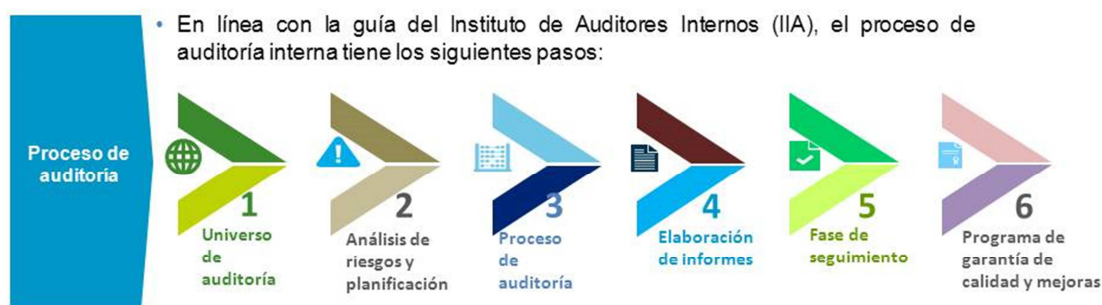 • En línea con la guía del Instituto de Auditores Internos (IIA), el proceso de
auditoría interna tiene los siguientes pasos:
Proceso de
auditoría
1
Universo
de
auditoría
2
Análisis de
riesgos y
planificación
3
Proceso
de
auditoría
4
Elaboración
de informes
5
Fase de
seguimiento
6
Programa de
garantía de
calidad y mejoras